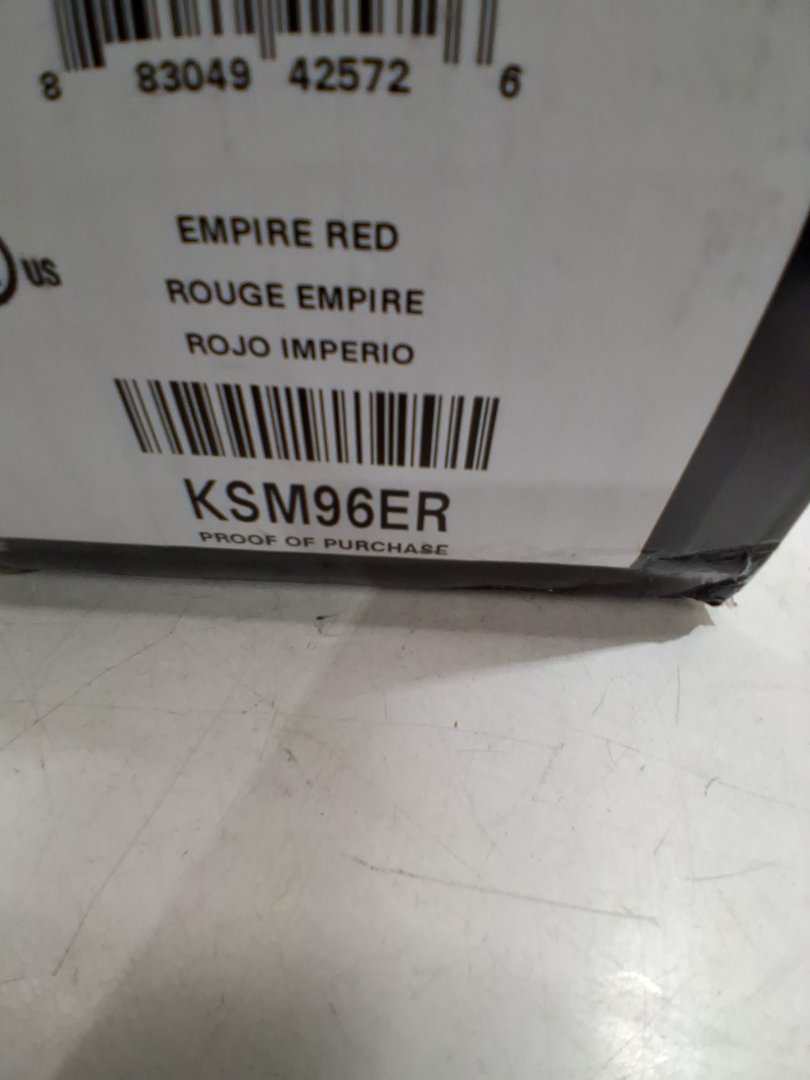 8 83049 42572 6
EMPIRE RED
US
ROUGE EMPIRE
ROJO IMPERIO
KSM96ER
PROOF OF PURCHASE